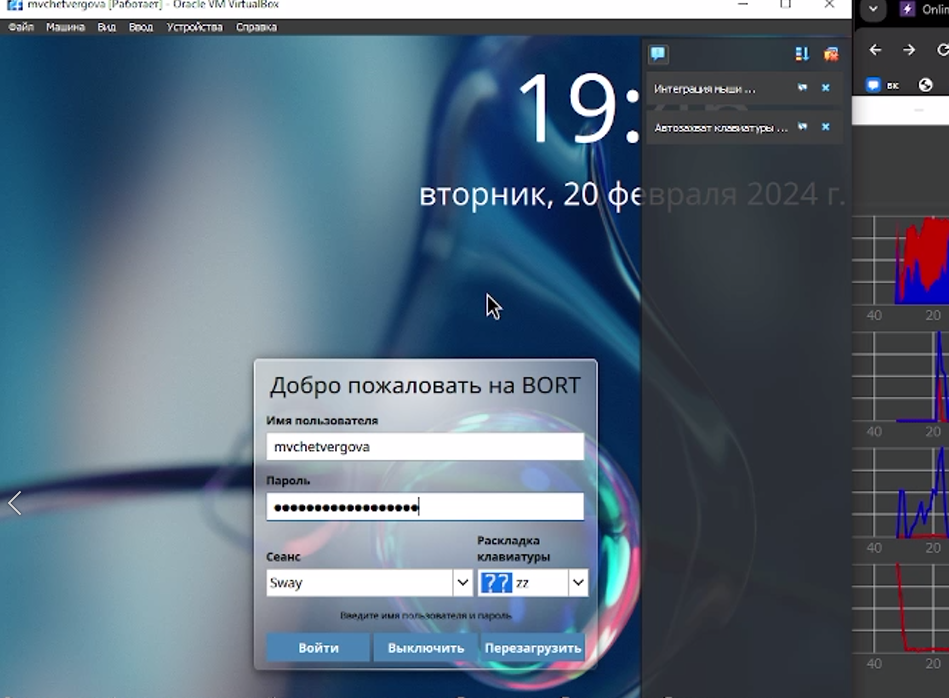 mvchetvergova [Работает] - Oracle VM VirtualBox
Файл Машина Вид Ввод Устройства Справка
19:
вторник, 20 февраля 2024 г.
Интеграция мыши ...
Автозахват клавиатуры ...
Добро пожаловать на BORT
Имя пользователя
mvchetvergova
Пароль
Сеанс
Раскладка
клавиатуры
Sway
?? zz
Введите имя пользователя и пароль
Войти Выключить Перезагрузить
Onlin
вк
40 20
40 20
40 20
40 20